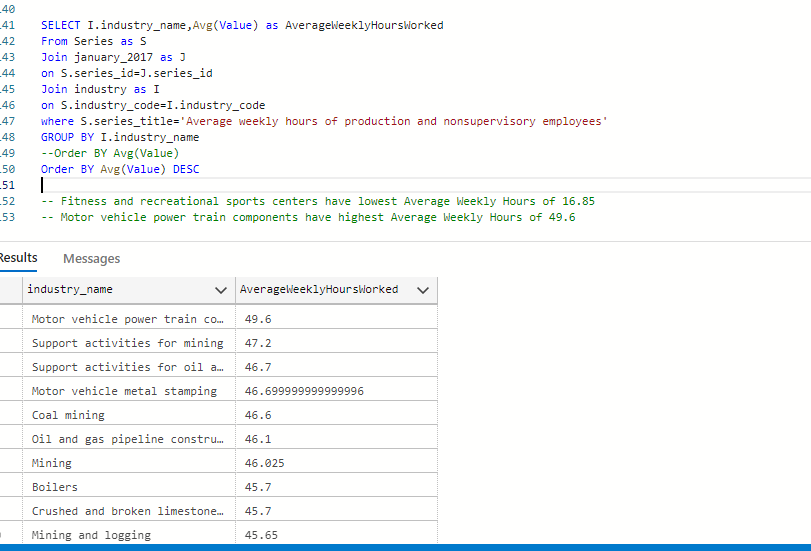 40
41 SELECT I.industry_name,Avg(Value) as AverageWeeklyHoursWorked
42 From Series as S
43 Join january_2017 as J
44 on S.series_id=J.series_id
45 Join industry as I
46 on S.industry_code=I.industry_code
47 where S.series_title='Average weekly hours of production and nonsupervisory employees'
48 GROUP BY I.industry_name
49 --Order BY Avg(Value)
50 Order BY Avg(Value) DESC
51
52 -- Fitness and recreational sports centers have lowest Average Weekly Hours of 16.85
53 -- Motor vehicle power train components have highest Average Weekly Hours of 49.6
Results Messages
industry_name AverageWeeklyHoursWorked
Motor vehicle power train co… 49.6
Support activities for mining 47.2
Support activities for oil a… 46.7
Motor vehicle metal stamping 46.699999999999996
Coal mining 46.6
Oil and gas pipeline constru… 46.1
Mining 46.025
Boilers 45.7
Crushed and broken limestone… 45.7
Mining and logging 45.65